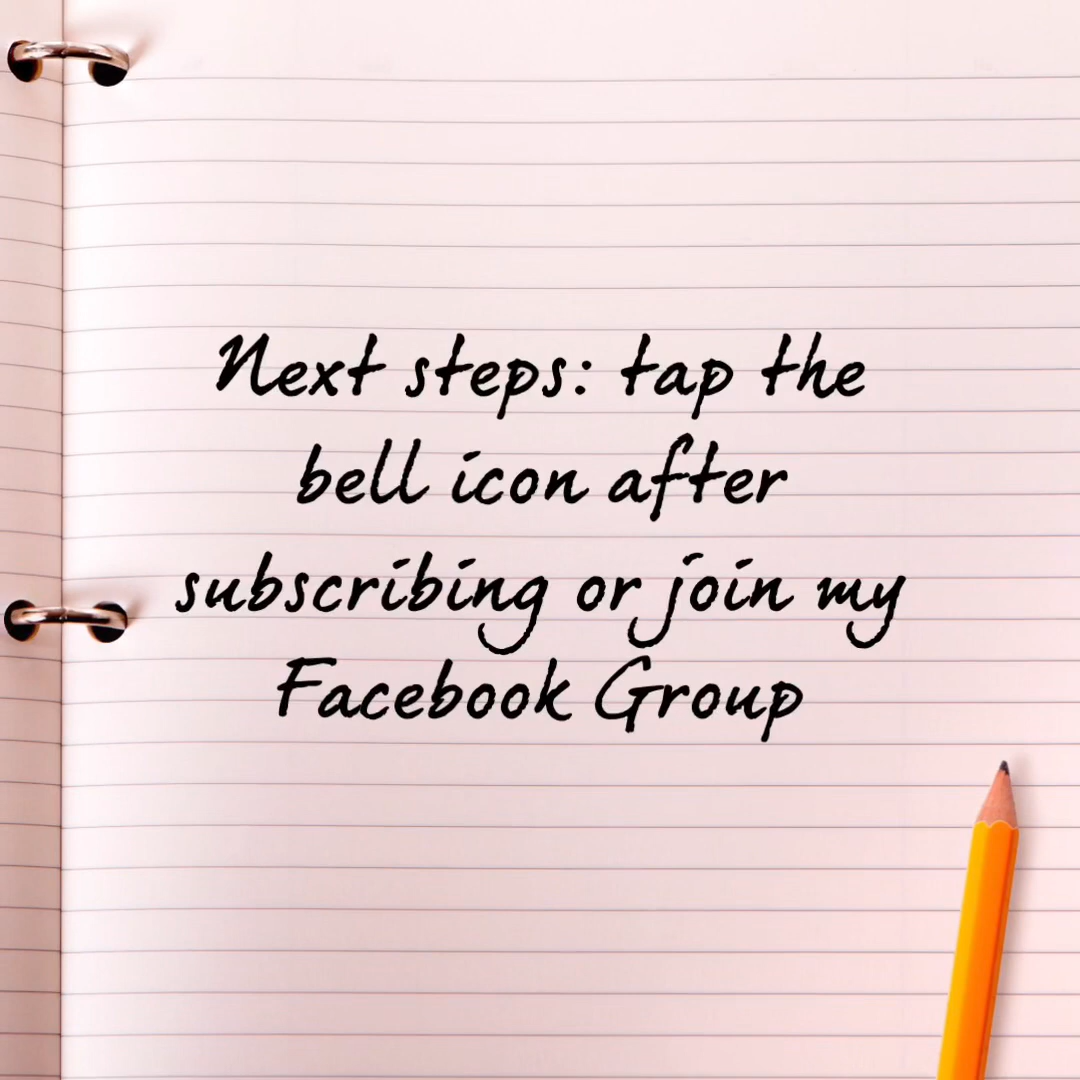 Next steps: tap the
bell icon after
subscribing or join my
Facebook Group